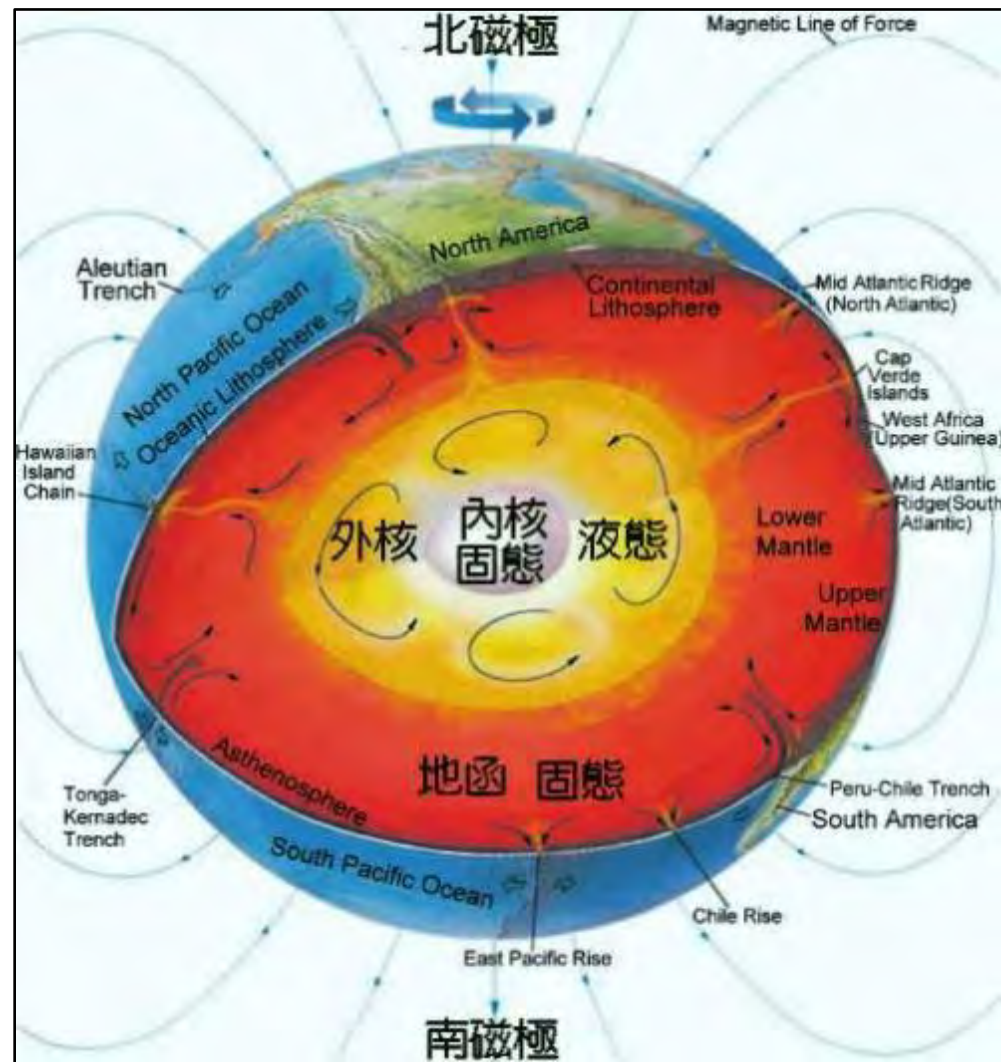 北磁極
Magnetic Line of Force
North America
Aleutian
Trench
Continental
Lithosphere
Mid Atlantic Ridge
(North Atlantic)
North Pacific Ocean
Oceanic Lithosphere
Cap
Verde
Islands
West Africa
(Upper Guinea)
Hawaiian
Island
Chain
Mid Atlantic
Ridge(South
Atlantic)
外核
內核
固態
液態
Lower
Mantle
Upper
Mantle
Asthenosphere
地函 固態
Tonga-
Kernadec
Trench
Peru-Chile Trench
South America
South Pacific Ocean
Chile Rise
East Pacific Rise
南磁極